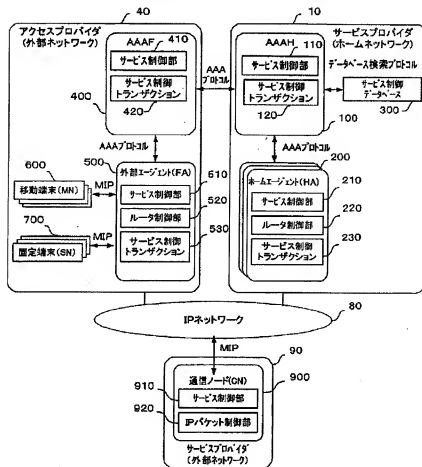 40
アクセスプロバイダ
(外部ネットワーク)
AAAF
410
サービス制御部
サービス制御
トランザクション
400
420
AAA
プロトコル
10
サービスプロバイダ
(ホームネットワーク)
AAAH
110
サービス制御部
サービス制御
トランザクション
120
100
データベース検索プロトコル
サービス制御
データベース
300
AAAプロトコル
AAAプロトコル
600
移動端末(MN)
MIP
700
固定端末(SN)
MIP
500
外部エージェント(FA)
510
サービス制御部
520
ルータ制御部
530
サービス制御
トランザクション
200
ホームエージェント(HA)
210
サービス制御部
220
ルータ制御部
230
サービス制御
トランザクション
IPネットワーク
80
MIP
90
通信ノード(CN)
900
910
サービス制御部
920
IPパケット制御部
サービスプロバイダ
(外部ネットワーク)